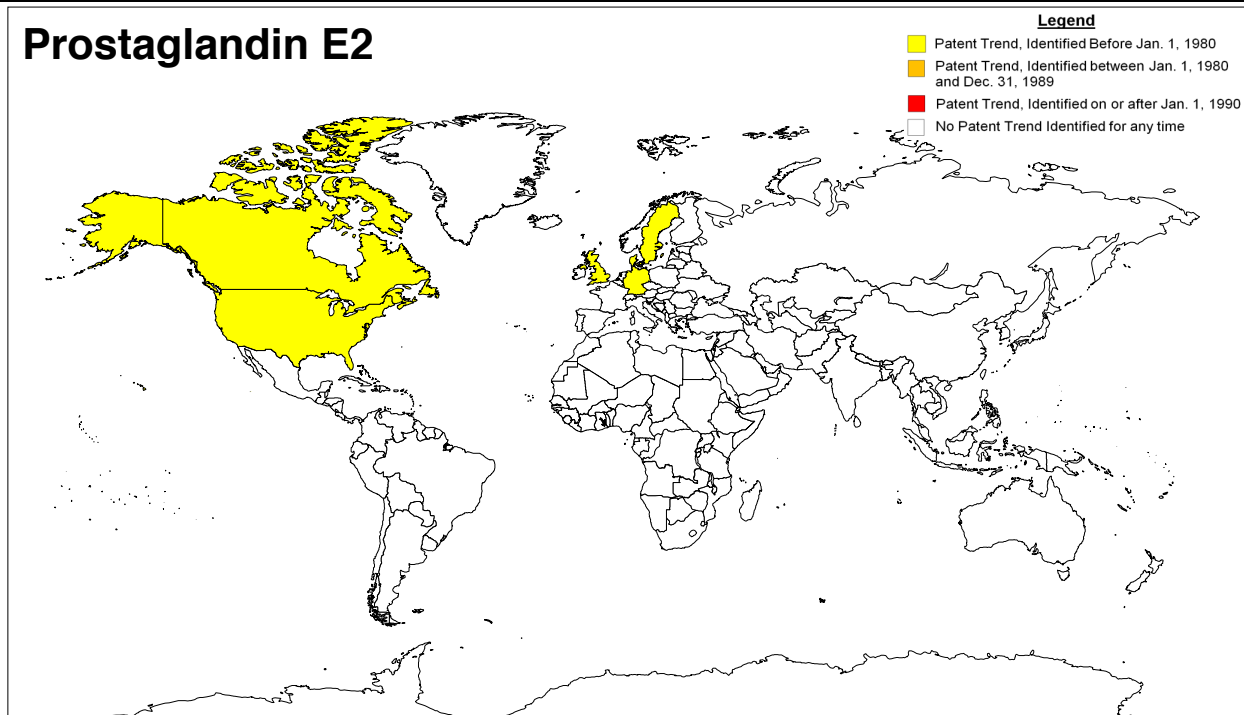 Prostaglandin E2
Legend
Patent Trend, Identified Before Jan. 1, 1980
Patent Trend, Identified between Jan. 1, 1980
and Dec. 31, 1989
Patent Trend, Identified on or after Jan. 1, 1990
No Patent Trend Identified for any time